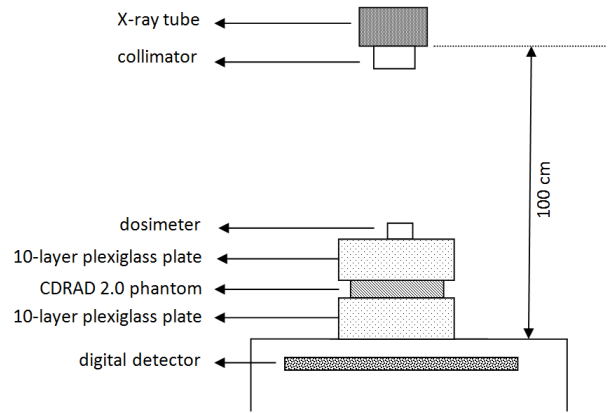 X-ray tube
collimator
100 cm
dosimeter
10-layer plexiglass plate
CDRAD 2.0 phantom
10-layer plexiglass plate
digital detector